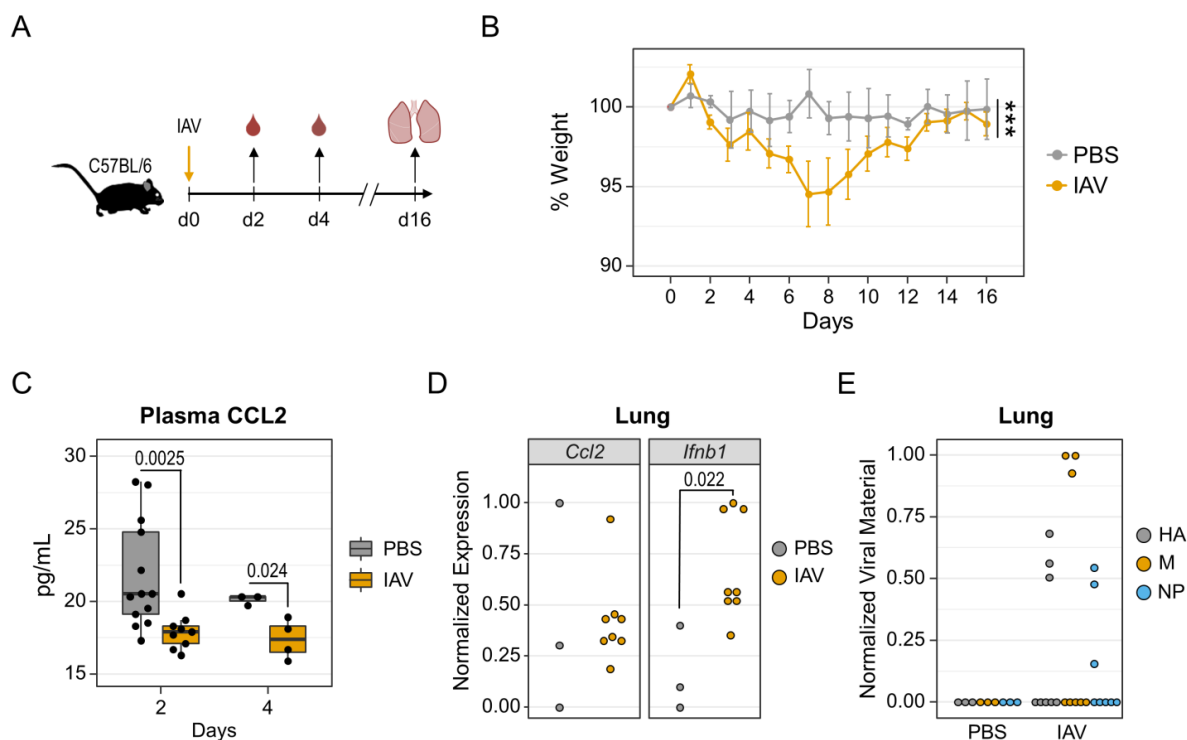 A
IAV
C57BL/6
d0
d2
d4
d16
B
% Weight
100
95
90
0
2
4
6
8
10
12
14
16
Days
***
PBS
IAV
C
Plasma CCL2
pg/mL
30
25
20
15
0.0025
0.024
2
4
Days
PBS
IAV
D
Lung
Ccl2
Ifnb1
Normalized Expression
1.00
0.75
0.50
0.25
0.00
0.022
PBS
IAV
E
Lung
Normalized Viral Material
1.00
0.75
0.50
0.25
0.00
PBS
IAV
HA
M
NP